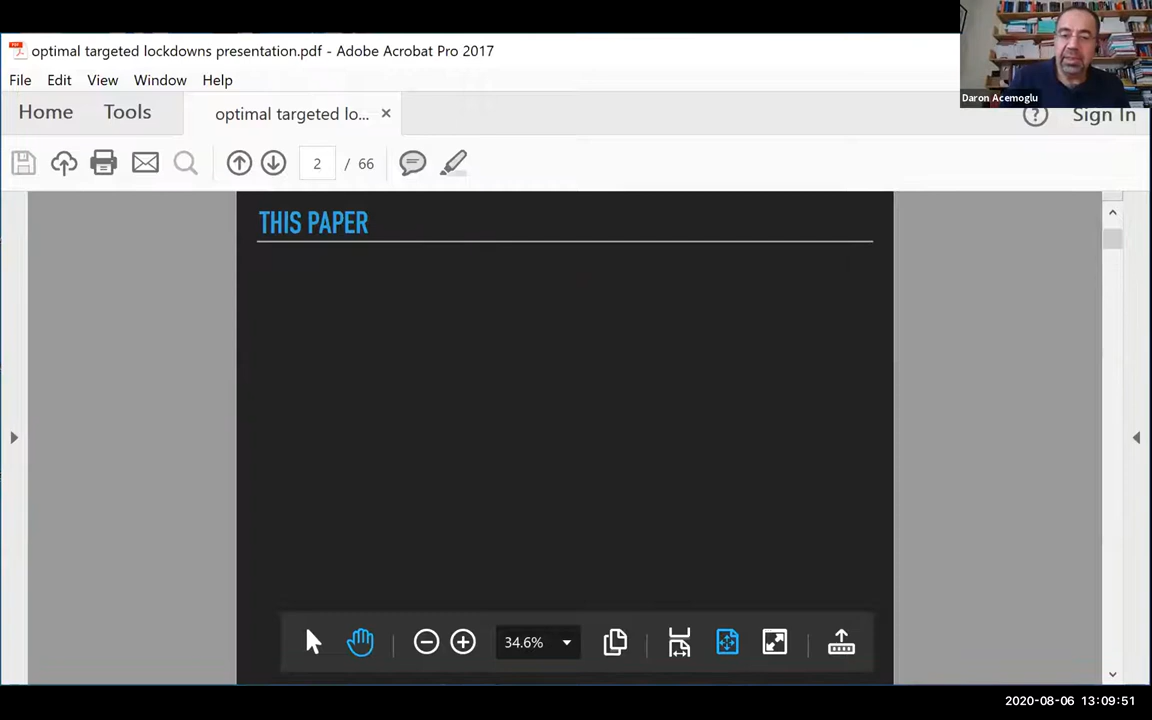 optimal targeted lockdowns presentation.pdf - Adobe Acrobat Pro 2017
File Edit View Window Help
Daron Acemoglu
Home Tools optimal targeted lo... × ? Sign In
2 / 66
THIS PAPER
34.6%
2020-08-06 13:09:51